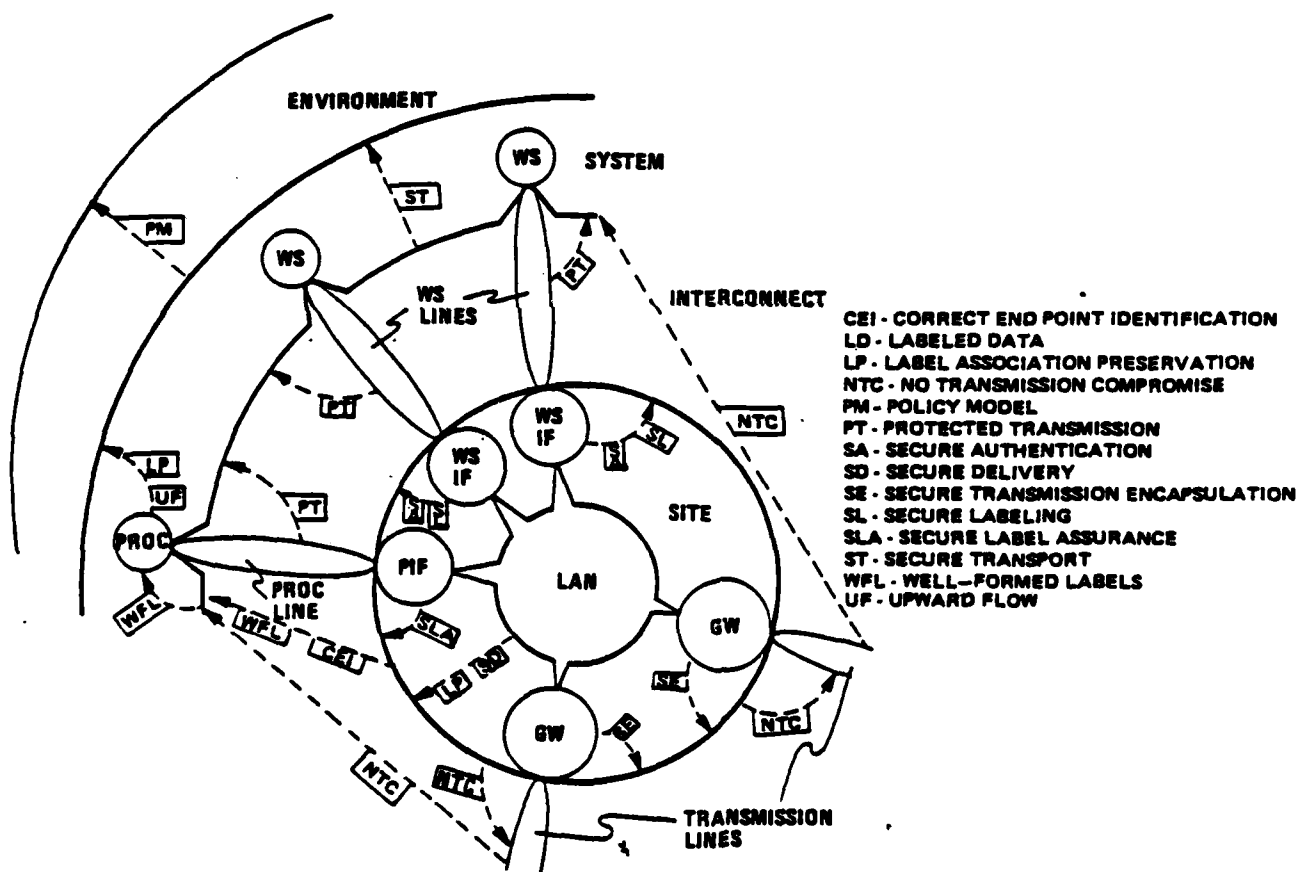 ENVIRONMENT
WS
SYSTEM
ST
PM
WS
WS
LINES
PT
INTERCONNECT
CEI - CORRECT END POINT IDENTIFICATION
LD - LABELED DATA
LP - LABEL ASSOCIATION PRESERVATION
NTC - NO TRANSMISSION COMPROMISE
PM - POLICY MODEL
PT - PROTECTED TRANSMISSION
SA - SECURE AUTHENTICATION
SD - SECURE DELIVERY
SE - SECURE TRANSMISSION ENCAPSULATION
SL - SECURE LABELING
SLA - SECURE LABEL ASSURANCE
ST - SECURE TRANSPORT
WFL - WELL-FORMED LABELS
UF - UPWARD FLOW
PT
WS
IF
SA
SL
NTC
LP
UF
WS
IF
PT
SITE
PROC
PIF
LAN
PROC
LINE
WFL
WFL
CEI
SLA
LP
SD
GW
SE
NTC
GW
SE
NTC
NTC
TRANSMISSION
LINES